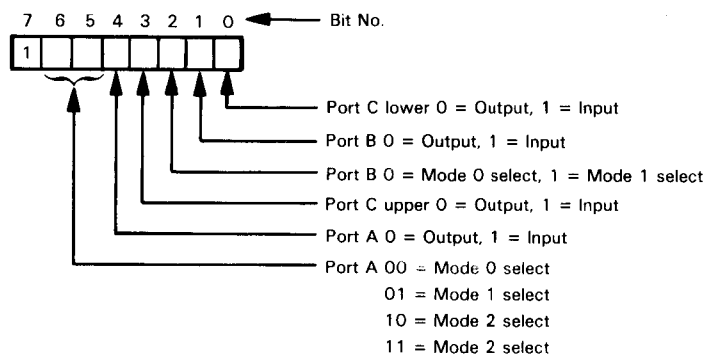 7 6 5 4 3 2 1 0 Bit No.
1
Port C lower 0 = Output, 1 = Input
Port B 0 = Output, 1 = Input
Port B 0 = Mode 0 select, 1 = Mode 1 select
Port C upper 0 = Output, 1 = Input
Port A 0 = Output, 1 = Input
Port A 00 = Mode 0 select
01 = Mode 1 select
10 = Mode 2 select
11 = Mode 2 select